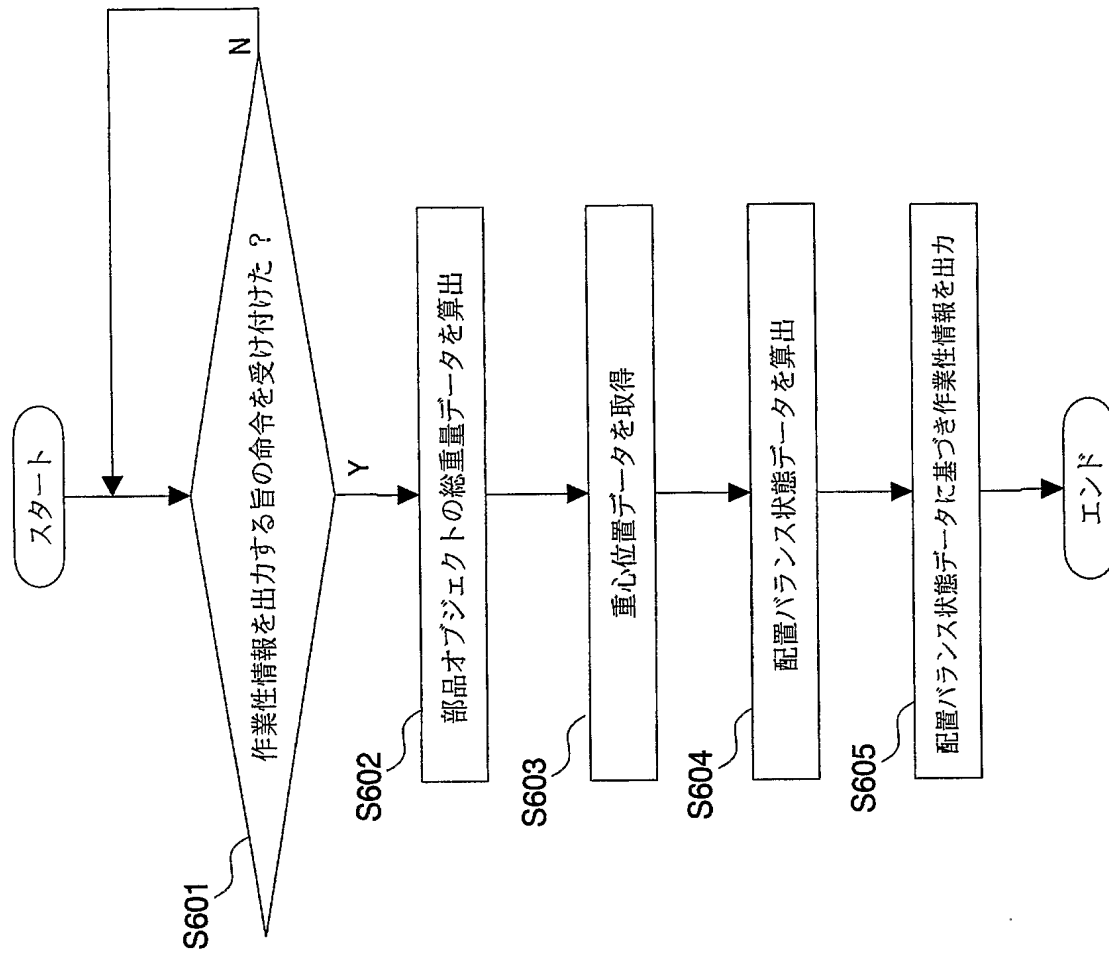 スタート
S601
作業性情報を出力する旨の命令を受け付けた？
N
Y
S602
部品オブジェクトの総重量データを算出
S603
重心位置データを取得
S604
配置バランス状態データを算出
S605
配置バランス状態データに基づき作業性情報を出力
エンド